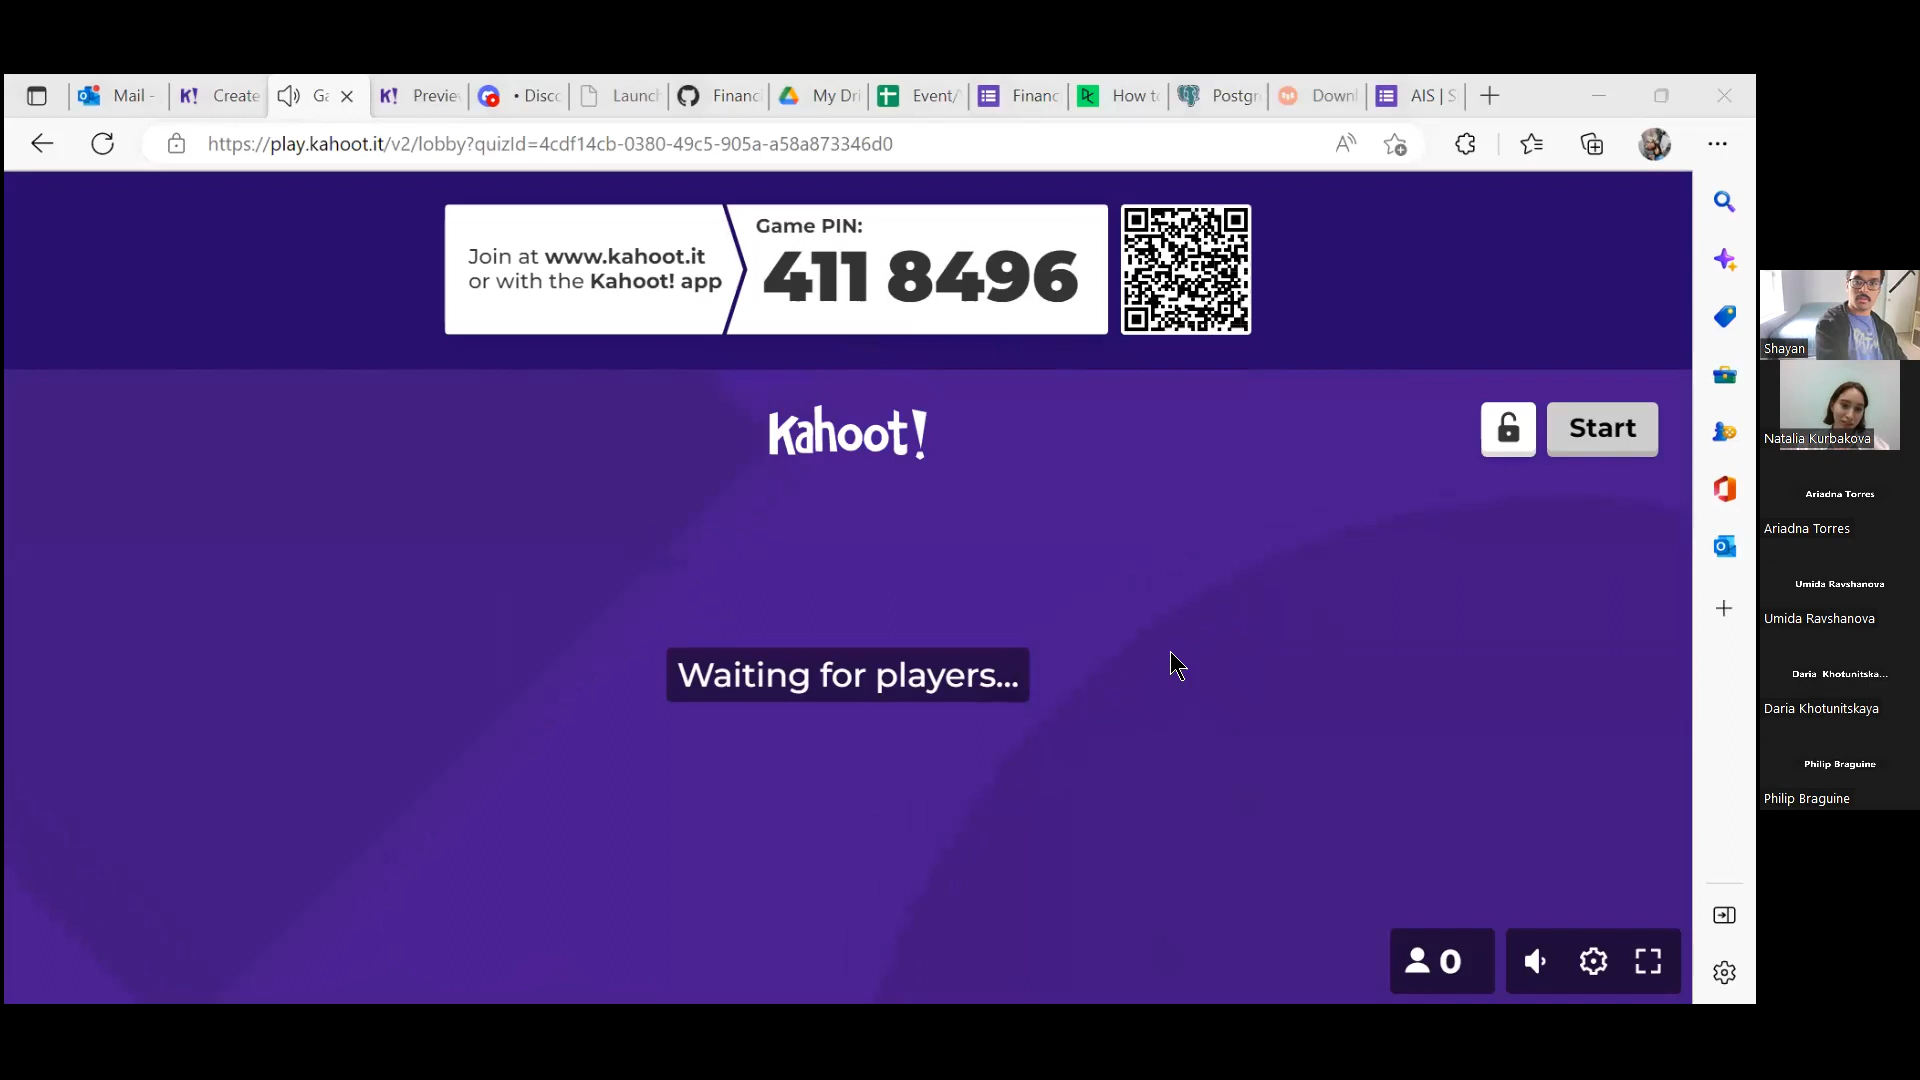 Mail -
Create
Ga
Previe
• Disco
Launch
Financ
My Dri
Event/
Financ
How to
Postgr
Downl
AIS | S
https://play.kahoot.it/v2/lobby?quizId=4cdf14cb-0380-49c5-905a-a58a873346d0
Join at www.kahoot.it
or with the Kahoot! app
Game PIN:
411 8496
Kahoot!
Start
Waiting for players...
0
Shayan
Natalia Kurbakova
Ariadna Torres
Ariadna Torres
Umida Ravshanova
Umida Ravshanova
Daria Khotunitska...
Daria Khotunitskaya
Philip Braguine
Philip Braguine